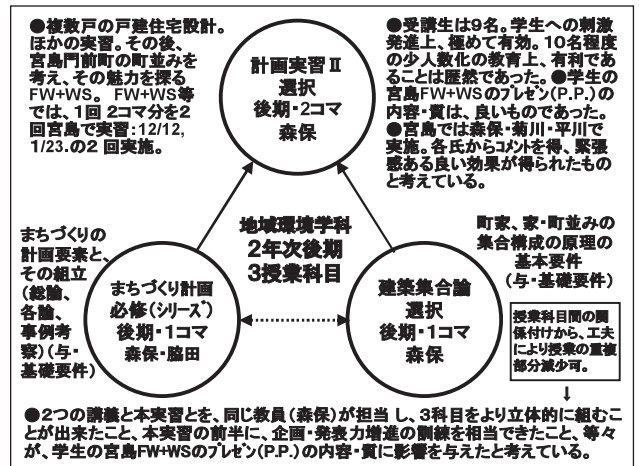 ●複数戸の戸建住宅設計。
ほかの実習。その後、
宮島門前町の町並みを
考え、その魅力を探る
FW+WS。 FW+WS等
では、1回 2コマ分を2
回宮島で実習:12/12,
1/23.の2 回実施。
計画実習Ⅱ
選択
後期・2コマ
森保
●受講生は9名。学生への刺激
発進上、極めて有効。10名程度
の少人数化の教育上、有利であ
ることは歴然であった。●学生の
宮島FW+WSのプレゼン(P.P.)の
内容・質は、良いものであった。
●宮島では森保・菊川・平川で
実施。各氏からコメントを得、緊張
感ある良い効果が得られたもの
と考えている。
まちづくりの
計画要素と、
その組立
(総論、
各論、
事例考
察)(与・
基礎要件)
まちづくり計画
必修(シリーズ)
後期・1コマ
森保・脇田
地域環境学科
2年次後期
3授業科目
建築集合論
選択
後期・1コマ
森保
町家、家・町並みの
集合構成の原理の
基本要件
(与・基礎要件)
授業科目間の関
係付けから、工夫
により授業の重複
部分減少可。
●2つの講義と本実習とを、同じ教員(森保)が担当し、3科目をより立体的に組むこ
とが出来たこと、本実習の前半に、企画・発表力増進の訓練を相当できたこと、等々
が、学生の宮島FW+WSのプレゼン(P.P.)の内容・質に影響を与えたと考えている。